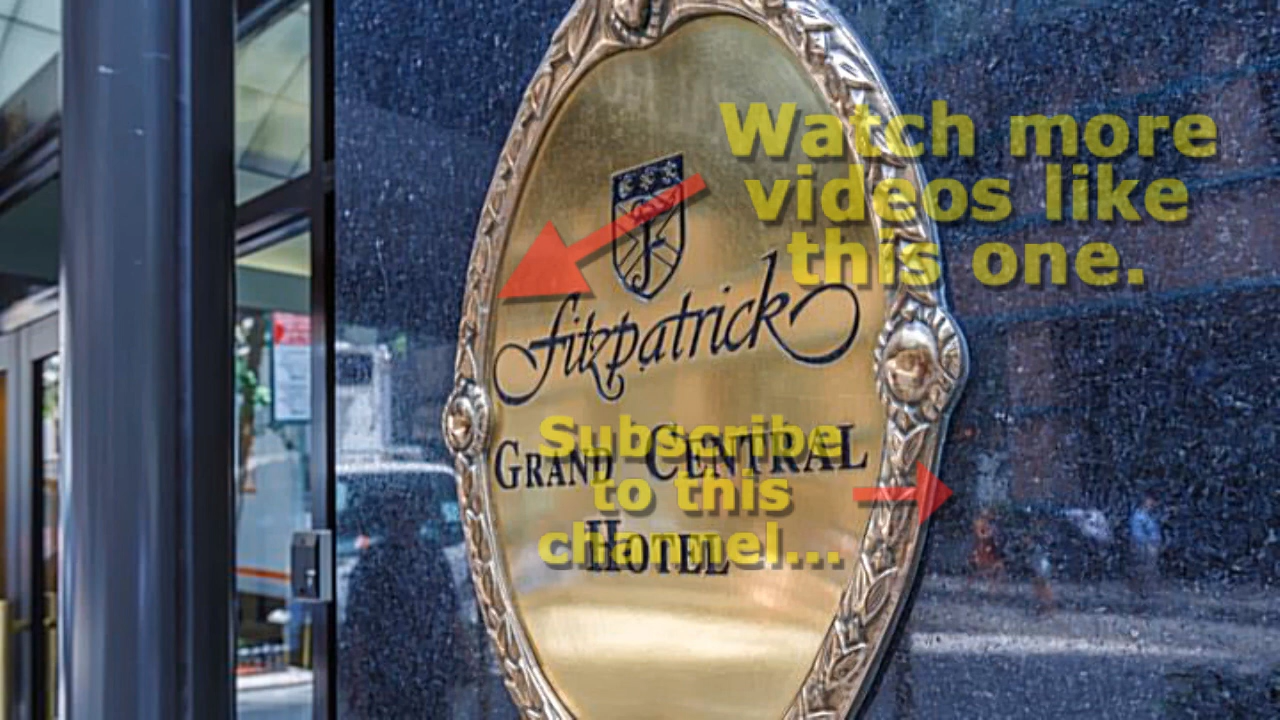 Watch more
videos like
this one.
fitzpatrick
GRAND CENTRAL
HOTEL
Subscribe
to this
channel...